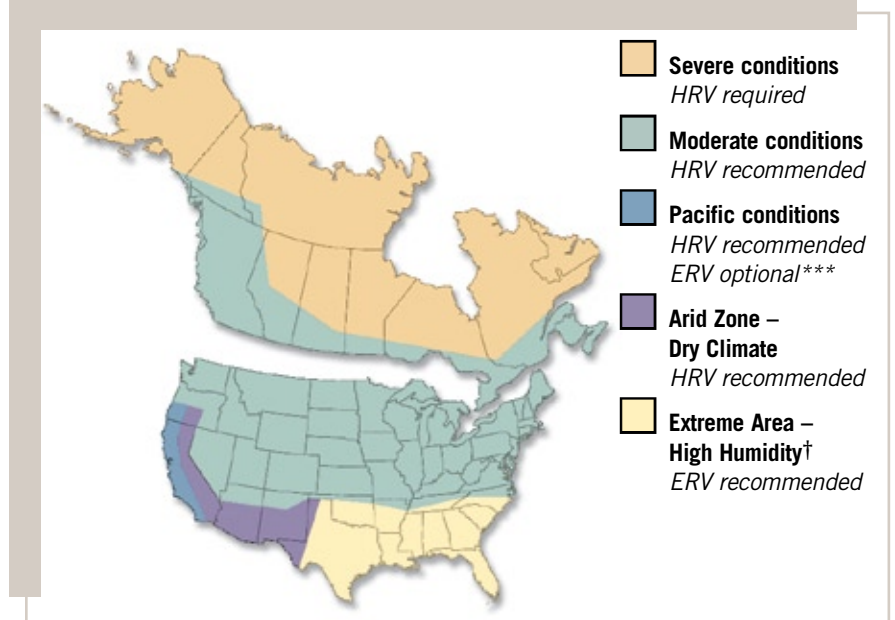 Severe conditions
HRV required
Moderate conditions
HRV recommended
Pacific conditions
HRV recommended
ERV optional***
Arid Zone –
Dry Climate
HRV recommended
Extreme Area –
High Humidity†
ERV recommended